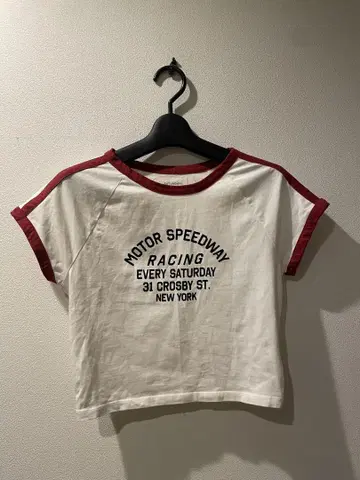 MOTOR SPEEDWAY
RACING
EVERY SATURDAY
31 CROSBY ST.
NEW YORK